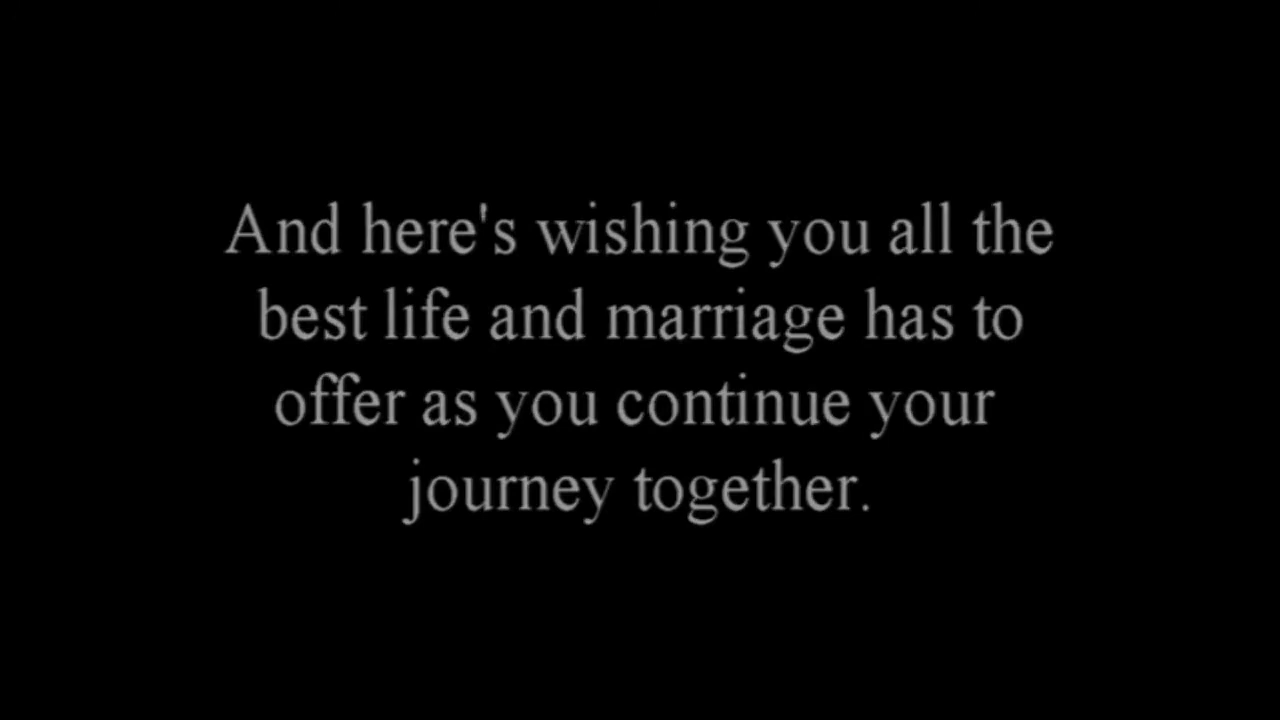 And here's wishing you all the
best life and marriage has to
offer as you continue your
journey together.